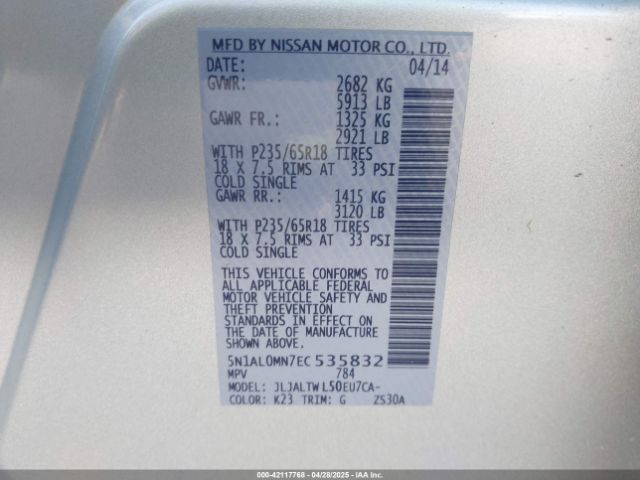 MFD BY NISSAN MOTOR CO., LTD.
DATE: 04/14
GVWR: 2682 KG
5913 LB
GAWR FR.: 1325 KG
2921 LB
WITH P235/65R18 TIRES
18 X 7.5 RIMS AT 33 PSI
COLD SINGLE
GAWR RR.: 1415 KG
3120 LB
WITH P235/65R18 TIRES
18 X 7.5 RIMS AT 33 PSI
COLD SINGLE
THIS VEHICLE CONFORMS TO
ALL APPLICABLE FEDERAL
MOTOR VEHICLE SAFETY AND
THEFT PREVENTION
STANDARDS IN EFFECT ON
THE DATE OF MANUFACTURE
SHOWN ABOVE.
5N1AL0MN7EC535832
MPV 784
MODEL: JLJALTWL50EU7CA-
COLOR: K23 TRIM: G ZS30A
000-42117768 - 04/28/2025 - IAA Inc.